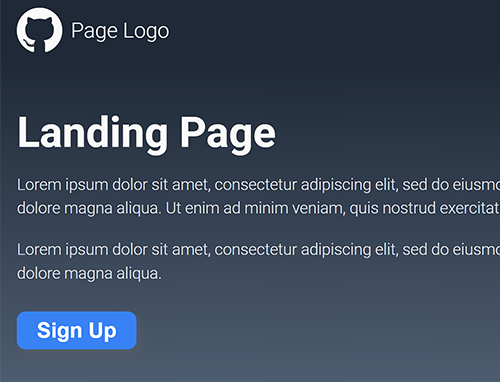 Page Logo
Landing Page
Lorem ipsum dolor sit amet, consectetur adipiscing elit, sed do eiusmo
dolore magna aliqua. Ut enim ad minim veniam, quis nostrud exercitat
Lorem ipsum dolor sit amet, consectetur adipiscing elit, sed do eiusmo
dolore magna aliqua.
Sign Up